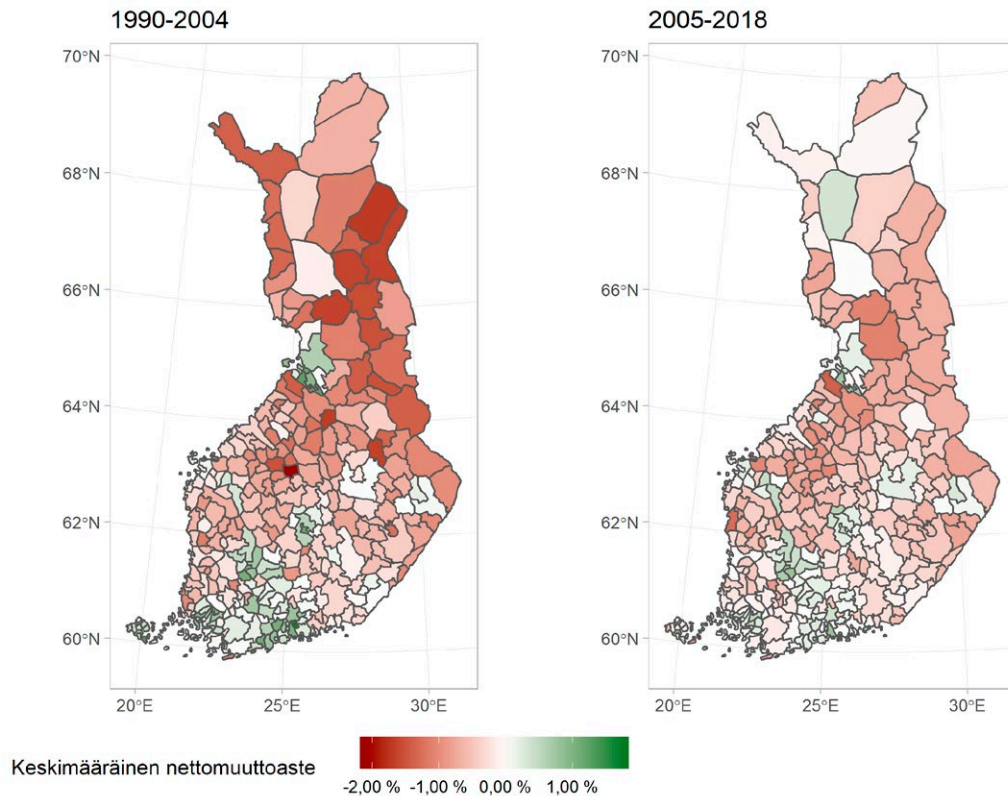 1990-2004
2005-2018
70°N
68°N
66°N
64°N
62°N
60°N
20°E 25°E 30°E
70°N
68°N
66°N
64°N
62°N
60°N
20°E 25°E 30°E
Keskimääräinen nettomuuttoaste
-2,00 % -1,00 % 0,00 % 1,00 %